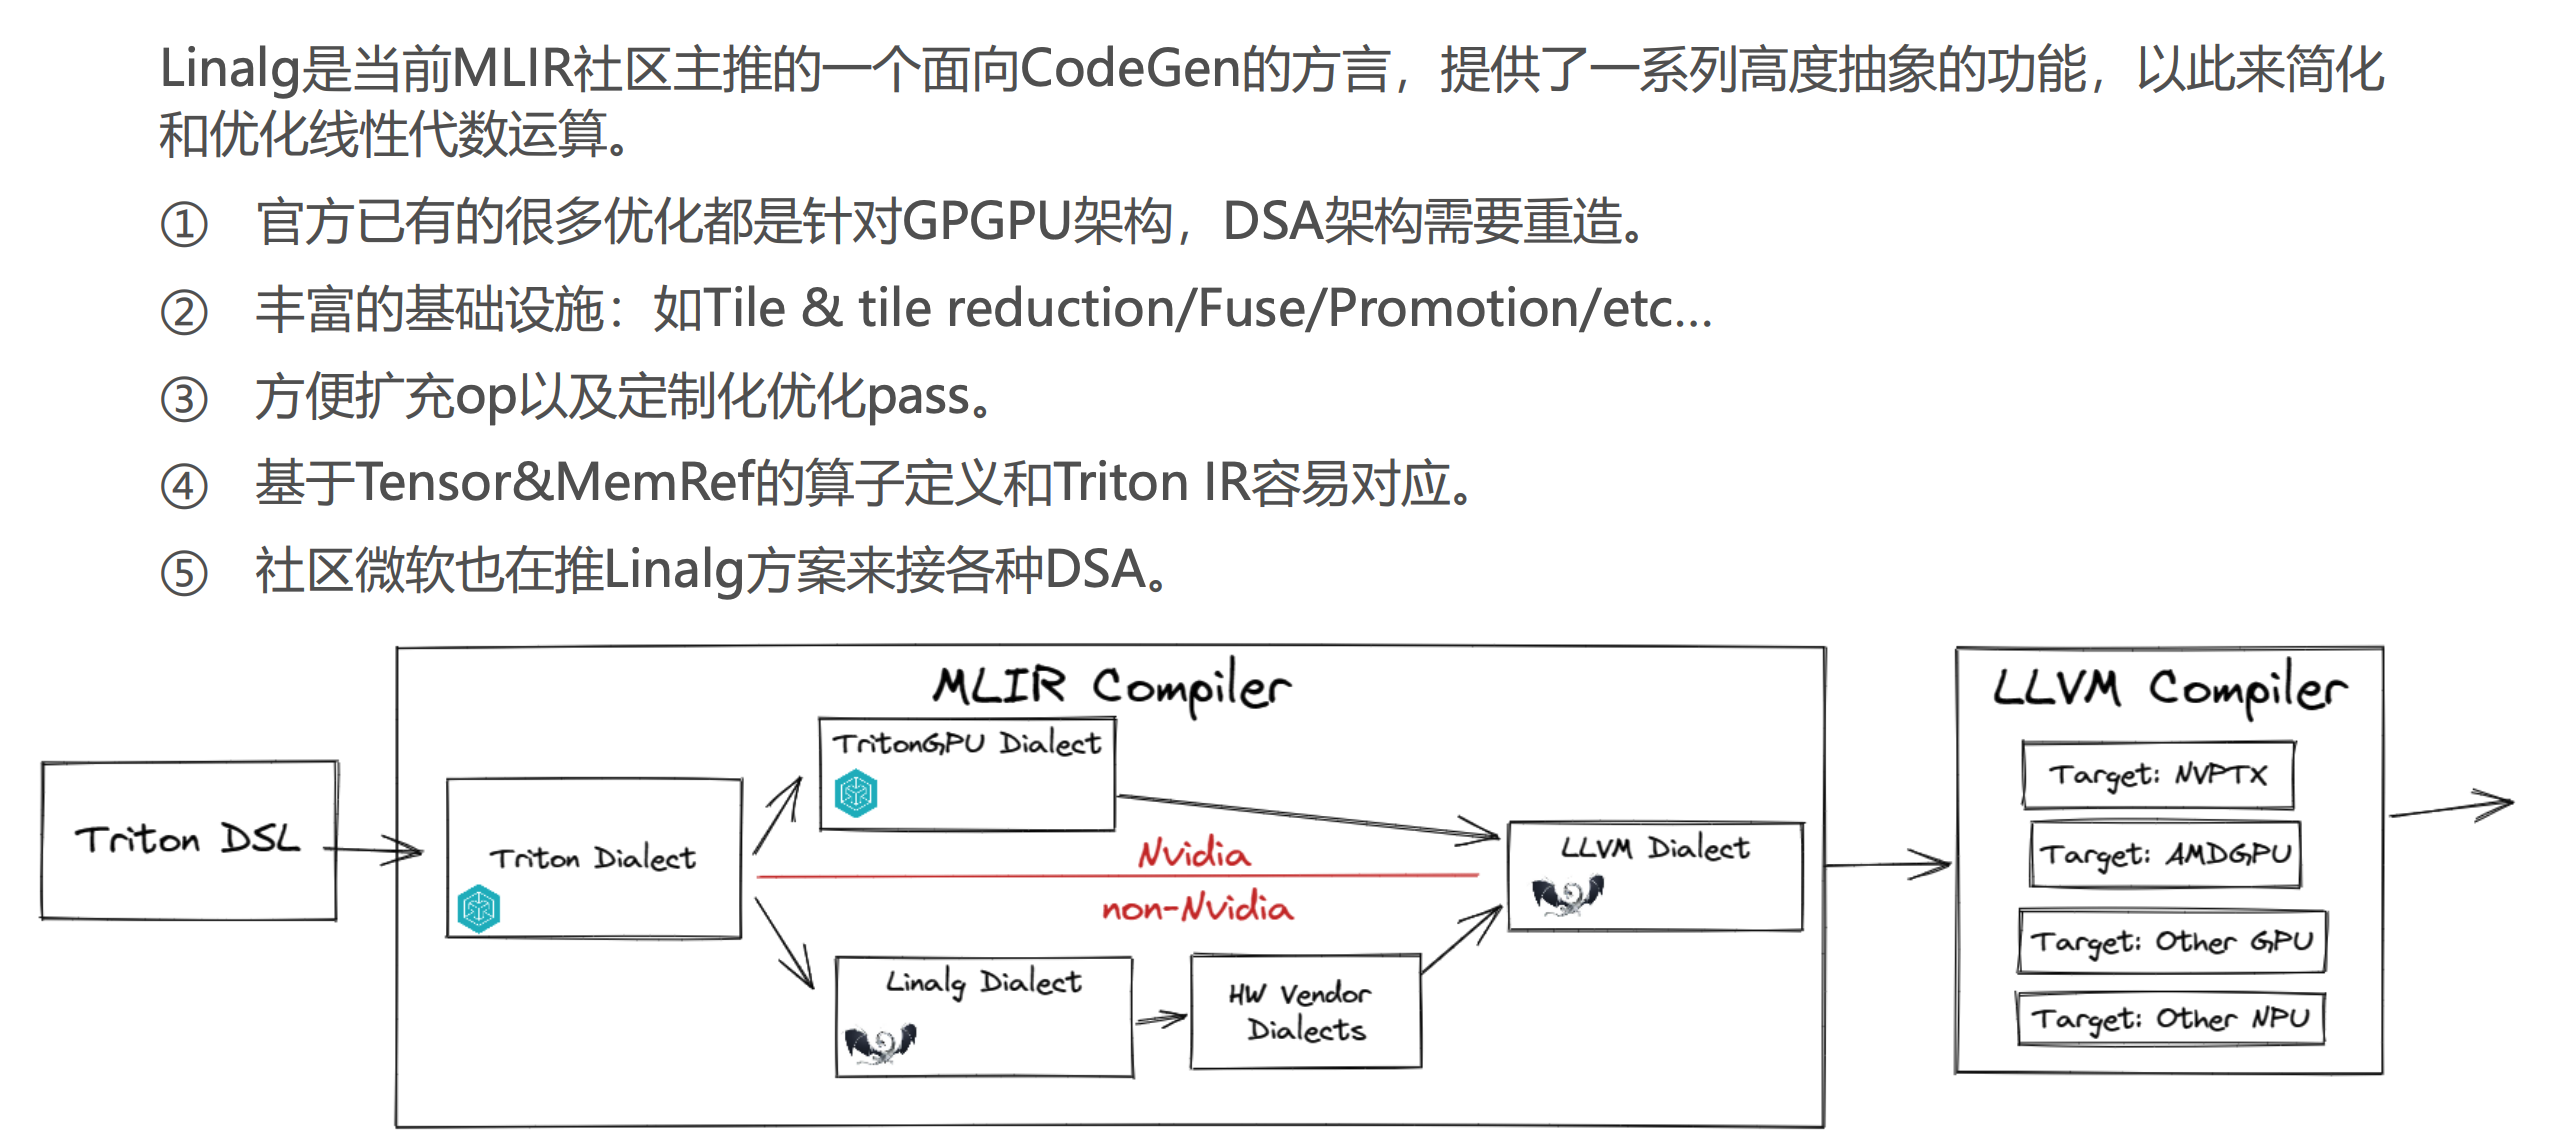 Linalg是当前MLIR社区主推的一个面向CodeGen的方言，提供了一系列高度抽象的功能，以此来简化
和优化线性代数运算。
① 官方已有的很多优化都是针对GPGPU架构，DSA架构需要重造。
② 丰富的基础设施：如Tile & tile reduction/Fuse/Promotion/etc...
③ 方便扩充op以及定制化优化pass。
④ 基于Tensor&MemRef的算子定义和Triton IR容易对应。
⑤ 社区微软也在推Linalg方案来接各种DSA。
MLIR Compiler
LLVM Compiler
Triton DSL
Triton Dialect
TritonGPU Dialect
Nvidia
non-Nvidia
Linalg Dialect
HW Vendor
Dialects
LLVM Dialect
Target: NVPTX
Target: AMDGPU
Target: Other GPU
Target: Other NPU